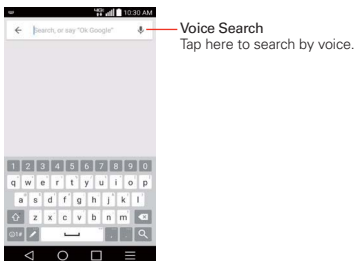 10:30 AM
Search, or say "Ok Google"
Voice Search
Tap here to search by voice.
1 2 3 4 5 6 7 8 9 0
q w e r t y u i o p
a s d f g h j k l
z x c v b n m